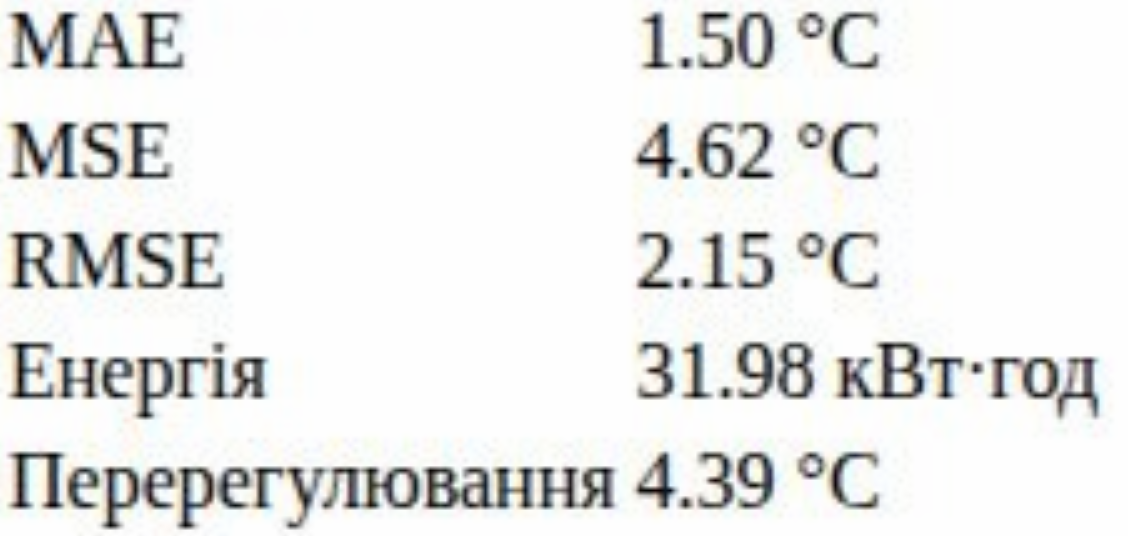 MAE 1.50 °C
MSE 4.62 °C
RMSE 2.15 °C
Енергія 31.98 кВт·год
Перерегулювання 4.39 °C